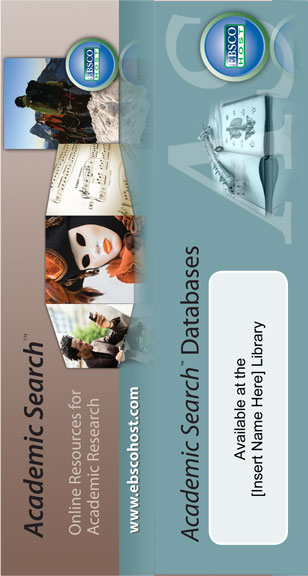 Academic Search™
Online Resources for
Academic Research
www.ebscohost.com
EBSCO
HOST
Academic Search™ Databases
Available at the
[Insert Name Here] Library
AS
EBSCO
HOST